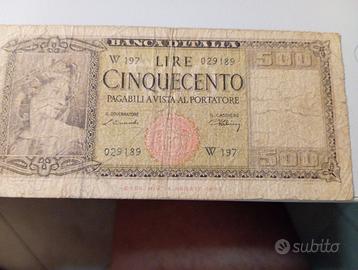 BANCA D'ITALIA
W 197 029189
LIRE
500 CINQUECENTO
PAGABILI A VISTA AL PORTATORE
IL GOVERNATORE IL CASSIERE
029189 W 197
500
subito